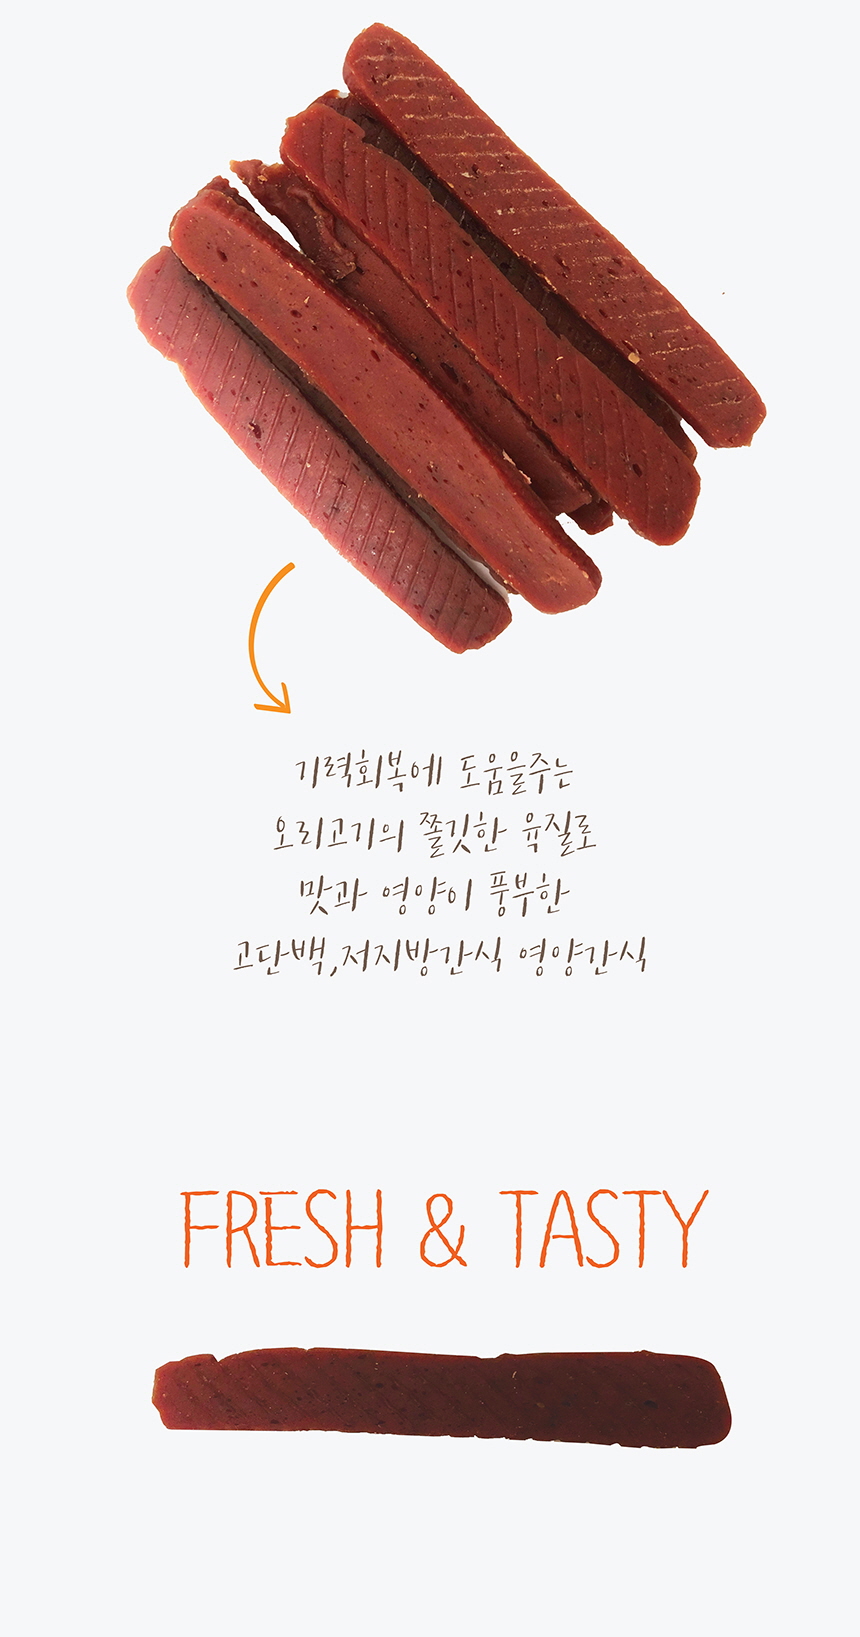 기력회복에 도움을주는
오리고기의 쫄깃한 육질로
맛과 영양이 풍부한
고단백,저지방간식 영양간식
FRESH & TASTY